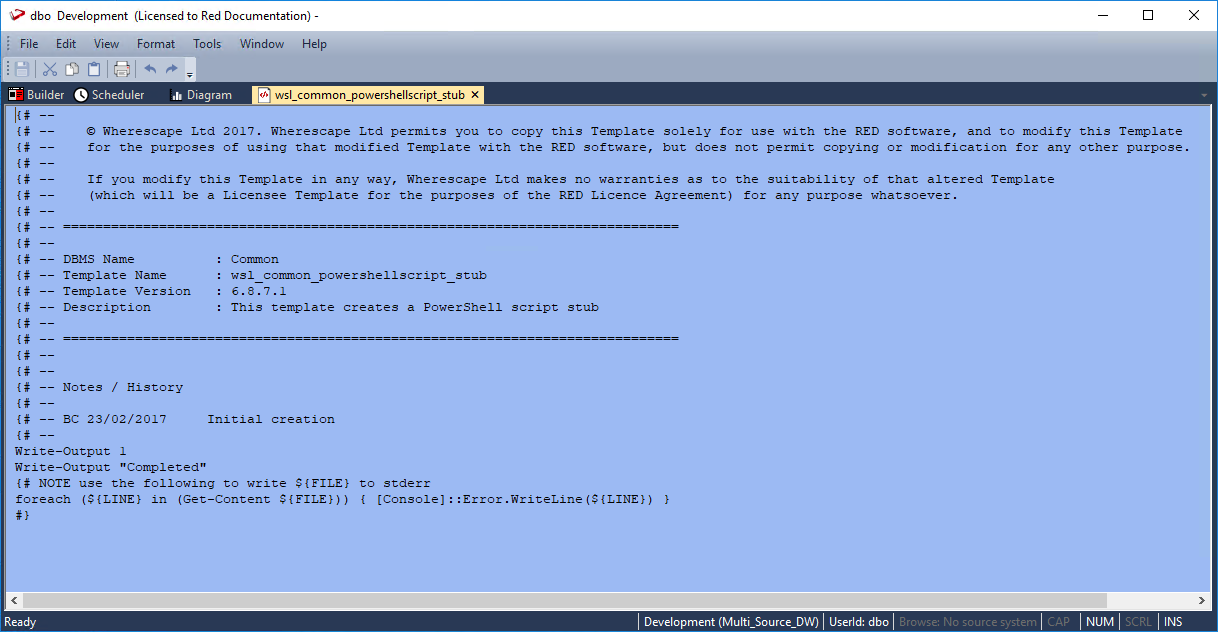 dbo Development (Licensed to Red Documentation) -
File Edit View Format Tools Window Help
Builder Scheduler Diagram wsl_common_powershellscript_stub
{# --
{# -- © Wherescape Ltd 2017. Wherescape Ltd permits you to copy this Template solely for use with the RED software, and to modify this Template
{# -- for the purposes of using that modified Template with the RED software, but does not permit copying or modification for any other purpose.
{# --
{# -- If you modify this Template in any way, Wherescape Ltd makes no warranties as to the suitability of that altered Template
{# -- (which will be a Licensee Template for the purposes of the RED Licence Agreement) for any purpose whatsoever.
{# --
{# -- =============================================================================
{# --
{# -- DBMS Name : Common
{# -- Template Name : wsl_common_powershellscript_stub
{# -- Template Version : 6.8.7.1
{# -- Description : This template creates a PowerShell script stub
{# --
{# -- =============================================================================
{# --
{# --
{# -- Notes / History
{# --
{# -- BC 23/02/2017 Initial creation
{# --
Write-Output 1
Write-Output "Completed"
{# NOTE use the following to write ${FILE} to stderr
foreach (${LINE} in (Get-Content ${FILE})) { [Console]::Error.WriteLine(${LINE}) }
#}
Ready Development (Multi_Source_DW) UserId: dbo Browse: No source system CAP NUM SCRL INS